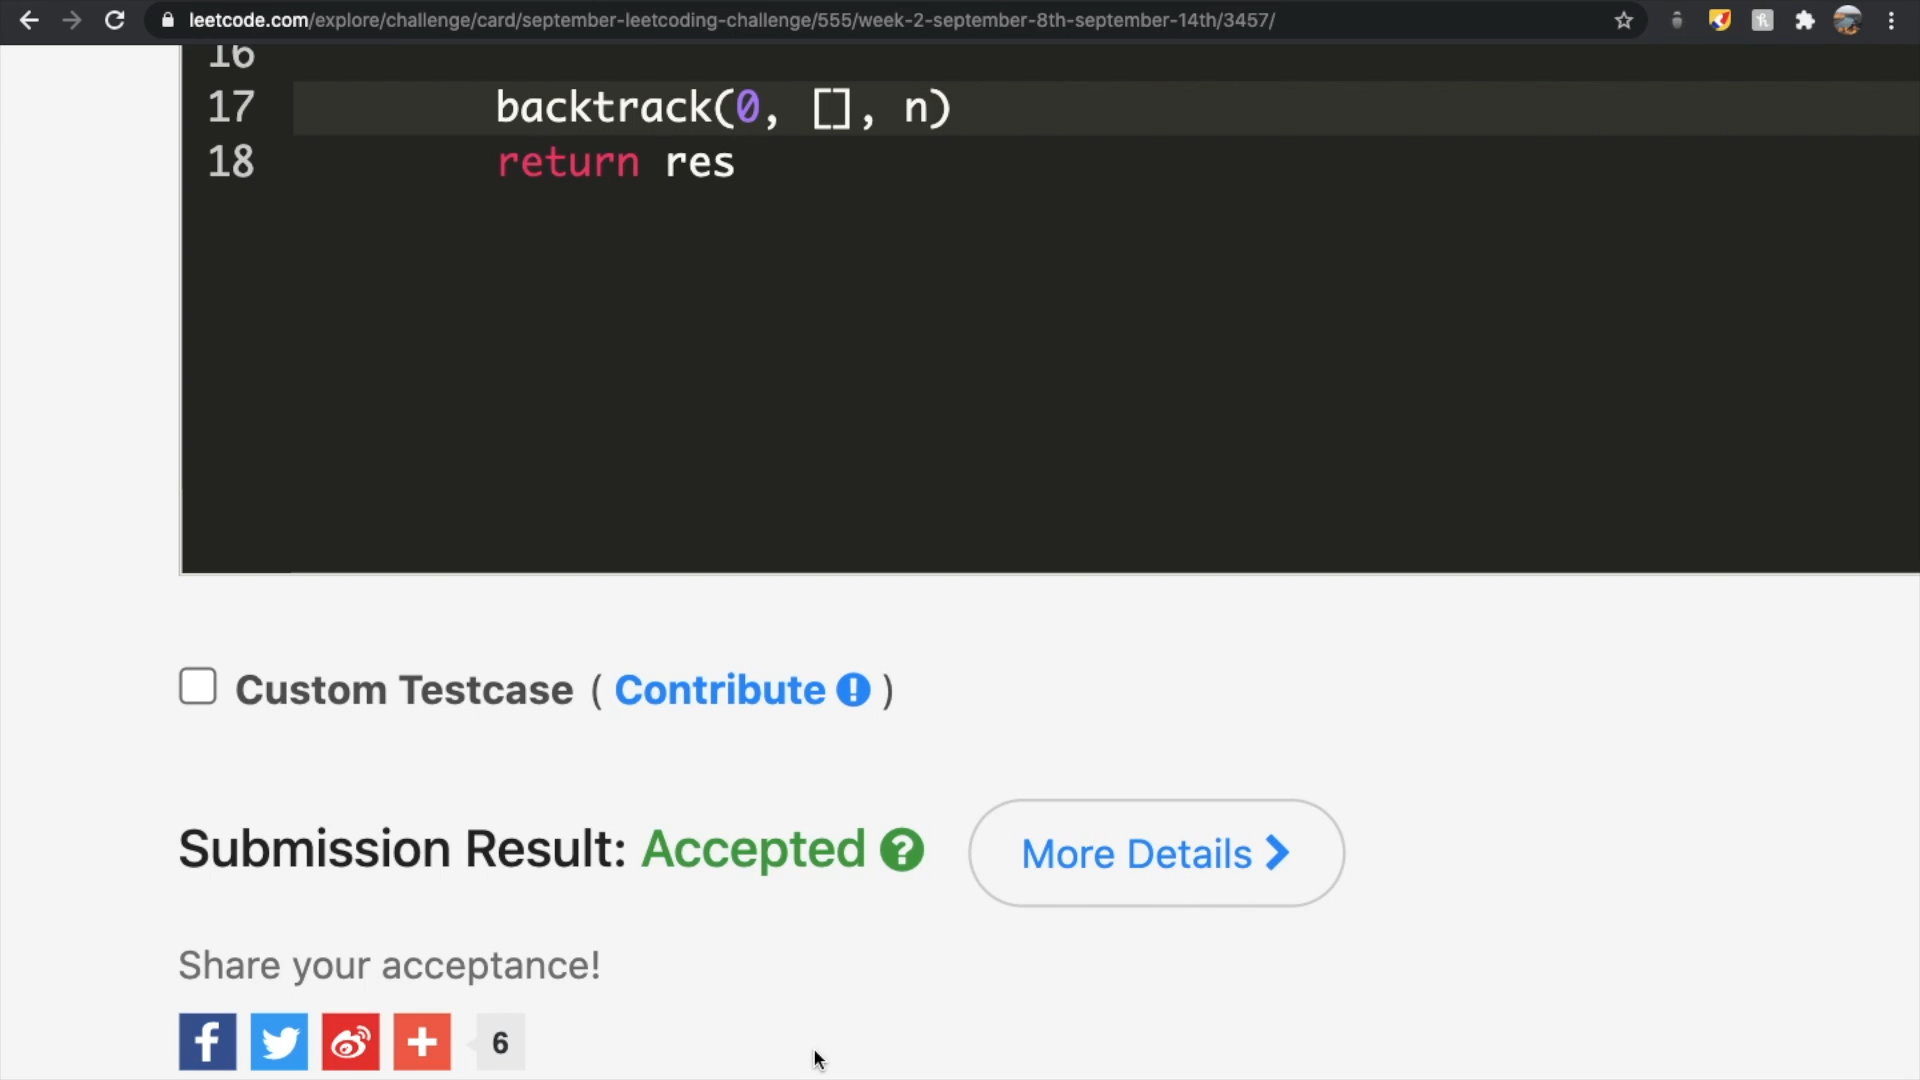 leetcode.com/explore/challenge/card/september-leetcoding-challenge/555/week-2-september-8th-september-14th/3457/
16
17 backtrack(0, [], n)
18 return res
Custom Testcase ( Contribute ! )
Submission Result: Accepted ? More Details
Share your acceptance!
6